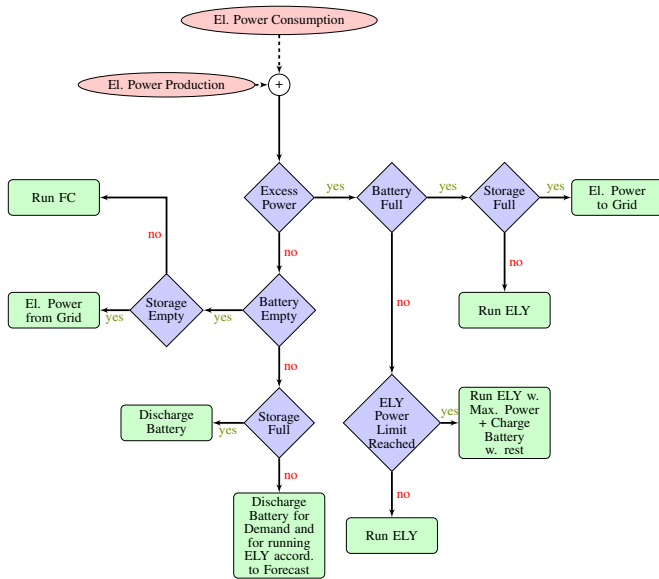 El. Power Consumption
El. Power Production
+
Excess
Power
yes
Battery
Full
yes
Storage
Full
yes
El. Power
to Grid
Run FC
no
no
no
no
Run ELY
El. Power
from Grid
yes
Storage
Empty
yes
Battery
Empty
no
Discharge
Battery
yes
Storage
Full
ELY
Power
Limit
Reached
yes
Run ELY w.
Max. Power
+ Charge
Battery
w. rest
no
no
Discharge
Battery for
Demand and
for running
ELY accord.
to Forecast
Run ELY